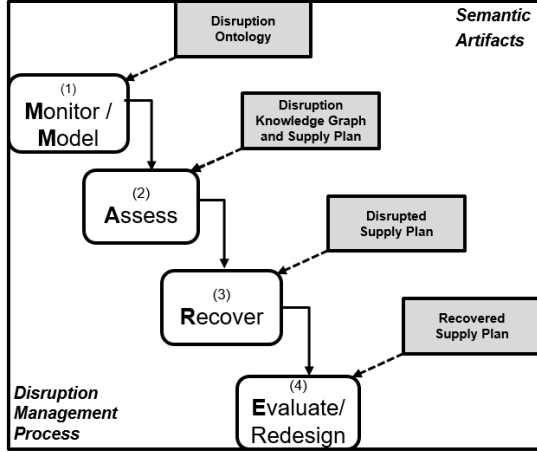 Disruption
Ontology
Semantic
Artifacts
(1)
Monitor /
Model
Disruption
Knowledge Graph
and Supply Plan
(2)
Assess
Disrupted
Supply Plan
(3)
Recover
Recovered
Supply Plan
(4)
Evaluate/
Redesign
Disruption
Management
Process